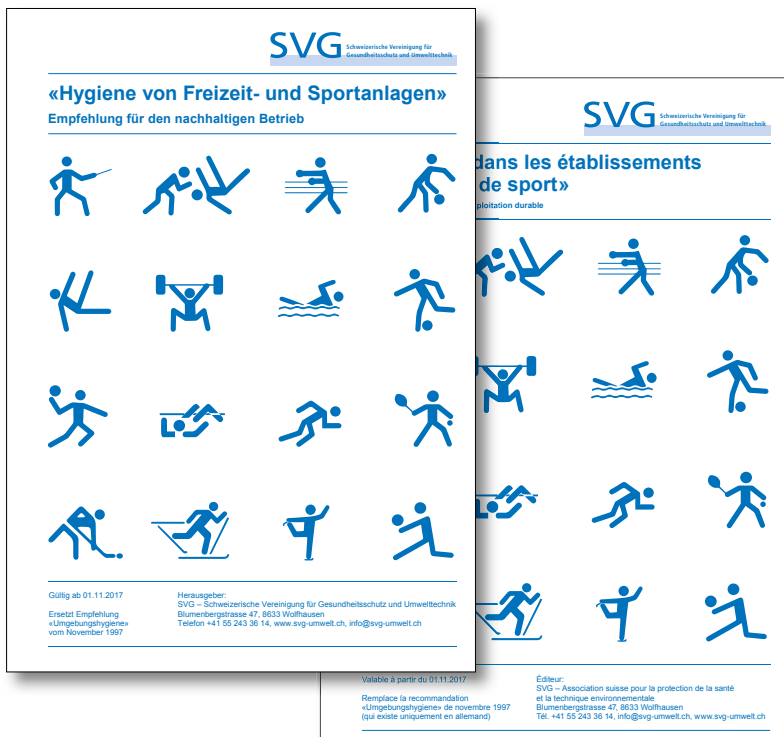 SVG Schweizerische Vereinigung für
Gesundheitsschutz und Umwelttechnik
«Hygiene von Freizeit- und Sportanlagen»
Empfehlung für den nachhaltigen Betrieb
Gültig ab 01.11.2017
Ersetzt Empfehlung
«Umgebungshygiene»
vom November 1997
Herausgeber:
SVG – Schweizerische Vereinigung für Gesundheitsschutz und Umwelttechnik
Blumenbergstrasse 47, 8633 Wolfhausen
Telefon +41 55 243 36 14, www.svg-umwelt.ch, info@svg-umwelt.ch
SVG Schweizerische Vereinigung für
Gesundheitsschutz und Umwelttechnik
dans les établissements
de sport»
ploitation durable
Valable à partir du 01.11.2017
Remplace la recommandation
«Umgebungshygiene» de novembre 1997
(qui existe uniquement en allemand)
Éditeur:
SVG – Association suisse pour la protection de la santé
et la technique environnementale
Blumenbergstrasse 47, 8633 Wolfhausen
Tél. +41 55 243 36 14, info@svg-umwelt.ch, www.svg-umwelt.ch